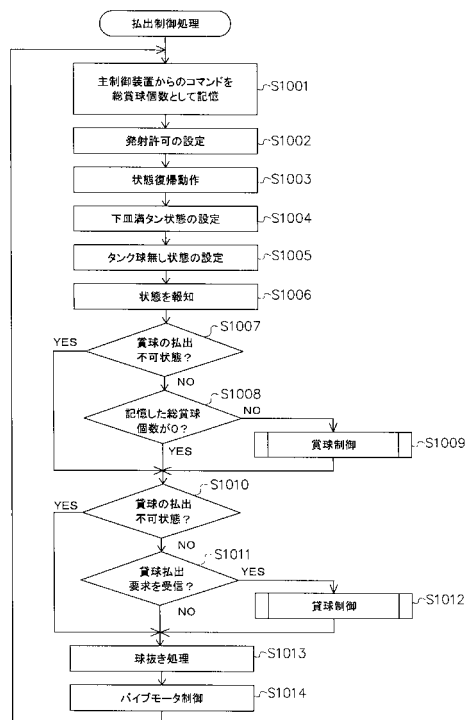 払出制御処理
主制御装置からのコマンドを
総賞球個数として記憶
S1001
発射許可の設定
S1002
状態復帰動作
S1003
下皿満タン状態の設定
S1004
タンク球無し状態の設定
S1005
状態を報知
S1006
S1007
YES
賞球の払出
不可状態?
NO
S1008
記憶した総賞球
個数が0?
NO
YES
賞球制御
S1009
S1010
YES
貸球の払出
不可状態?
NO
S1011
貸球払出
要求を受信?
YES
NO
貸球制御
S1012
球抜き処理
S1013
バイブモータ制御
S1014